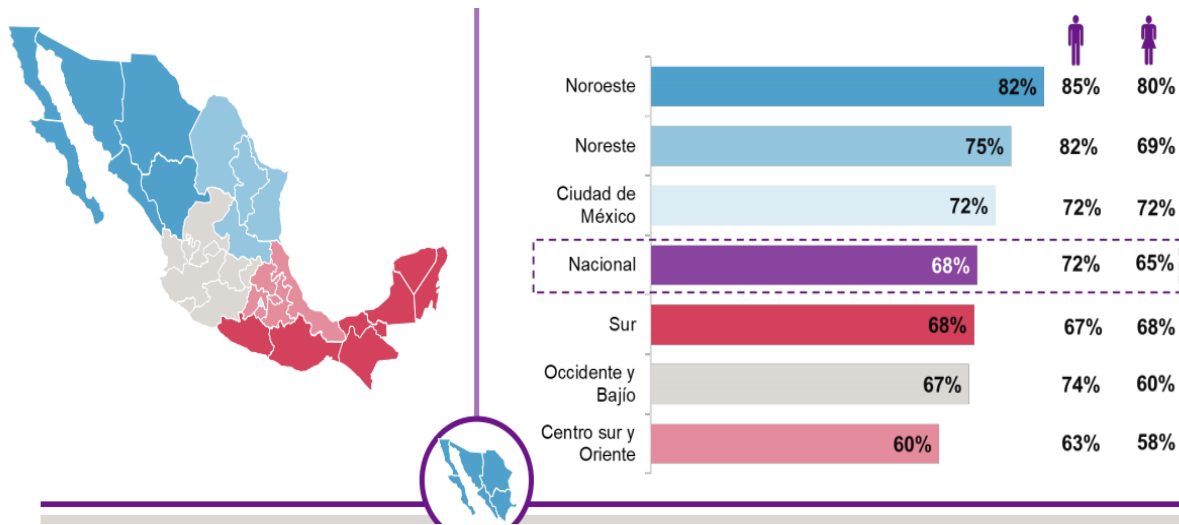 Noroeste 82% 85% 80%
Noreste 75% 82% 69%
Ciudad de
México 72% 72% 72%
Nacional 68% 72% 65%
Sur 68% 67% 68%
Occidente y
Bajío 67% 74% 60%
Centro sur y
Oriente 60% 63% 58%